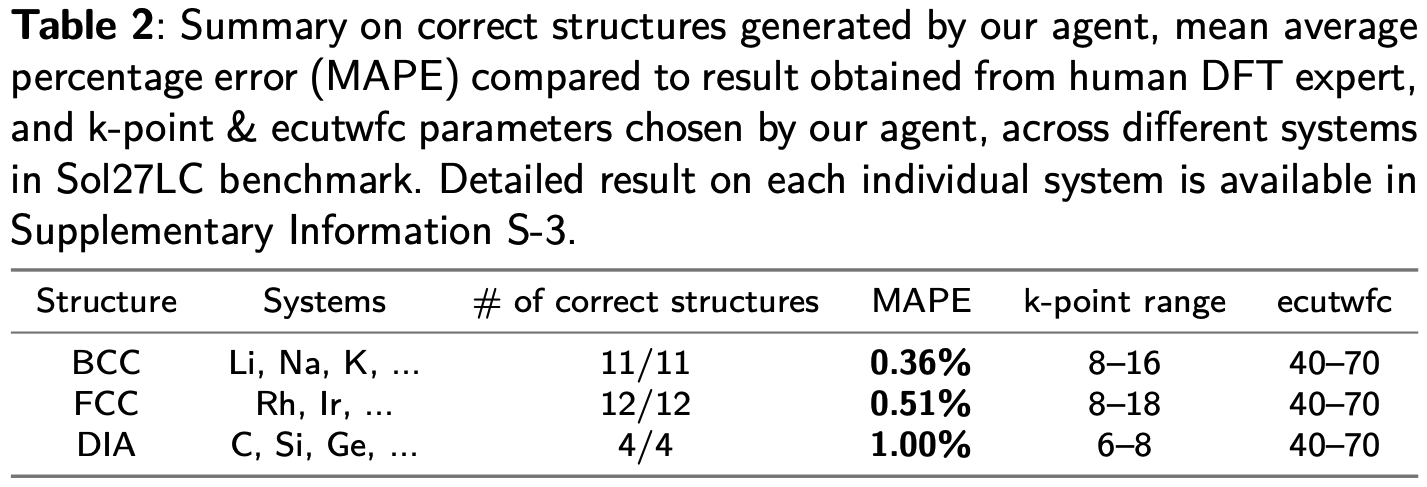 Table 2: Summary on correct structures generated by our agent, mean average
percentage error (MAPE) compared to result obtained from human DFT expert,
and k-point & ecutwfc parameters chosen by our agent, across different systems
in Sol27LC benchmark. Detailed result on each individual system is available in
Supplementary Information S-3.
Structure Systems # of correct structures MAPE k-point range ecutwfc
BCC Li, Na, K, ... 11/11 0.36% 8–16 40–70
FCC Rh, Ir, ... 12/12 0.51% 8–18 40–70
DIA C, Si, Ge, ... 4/4 1.00% 6–8 40–70